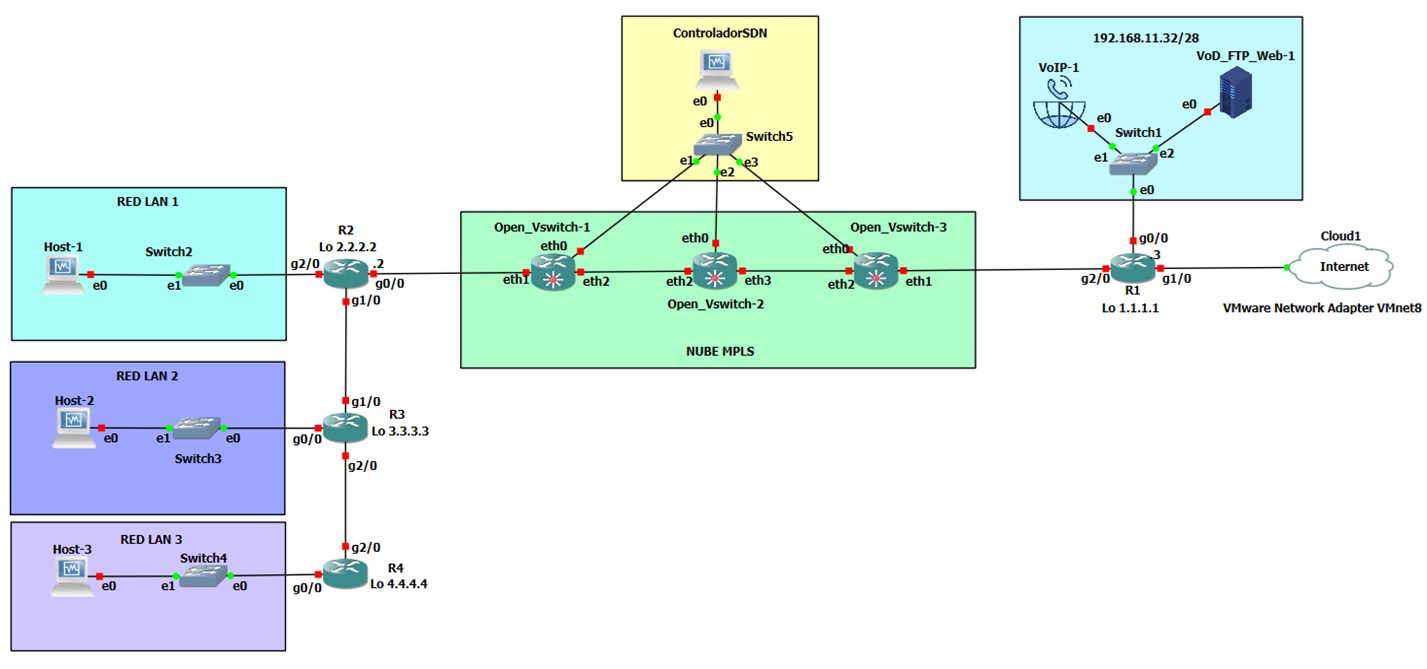 ControladorSDN
e0
e0
Switch5
e1
e2
e3
192.168.11.32/28
VoIP-1
VoD_FTP_Web-1
e0
e0
Switch1
e1
e2
e0
RED LAN 1
Host-1
e0
Switch2
e1
e0
R2
Lo 2.2.2.2
g2/0
.2
g0/0
g1/0
Open_Vswitch-1
eth0
eth1
eth2
eth0
eth2
eth3
Open_Vswitch-2
Open_Vswitch-3
eth0
eth2
eth1
NUBE MPLS
g0/0
.3
g2/0
g1/0
R1
Lo 1.1.1.1
Cloud1
Internet
VMware Network Adapter VMnet8
RED LAN 2
Host-2
e0
e1
e0
Switch3
g1/0
R3
Lo 3.3.3.3
g0/0
g2/0
RED LAN 3
Host-3
e0
Switch4
e1
e0
g2/0
R4
Lo 4.4.4.4
g0/0